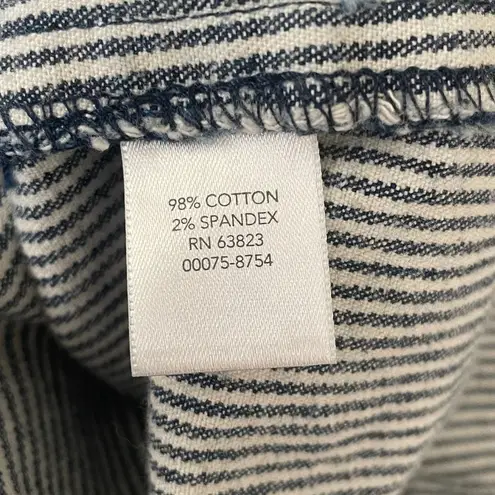 98% COTTON
2% SPANDEX
RN 63823
00075-8754